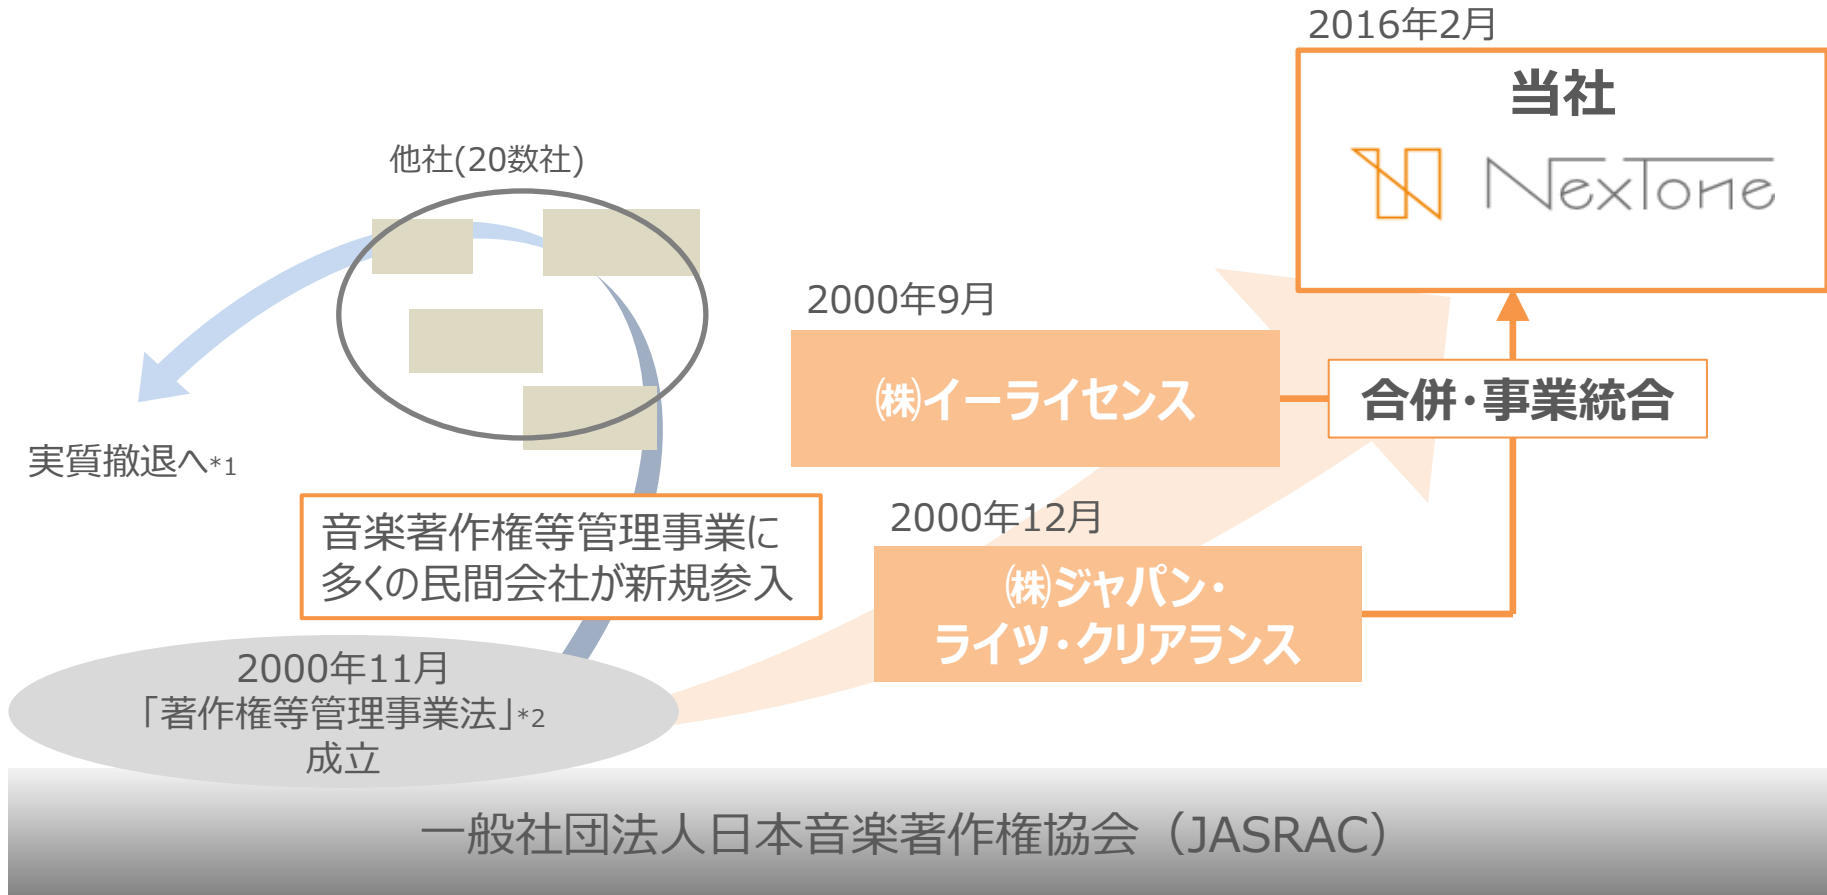 2016年2月
当社
NexTone
他社(20数社)
2000年9月
㈱イーライセンス
合併・事業統合
実質撤退へ*1
2000年12月
㈱ジャパン・
ライツ・クリアランス
音楽著作権等管理事業に
多くの民間会社が新規参入
2000年11月
「著作権等管理事業法」*2
成立
一般社団法人日本音楽著作権協会（JASRAC）